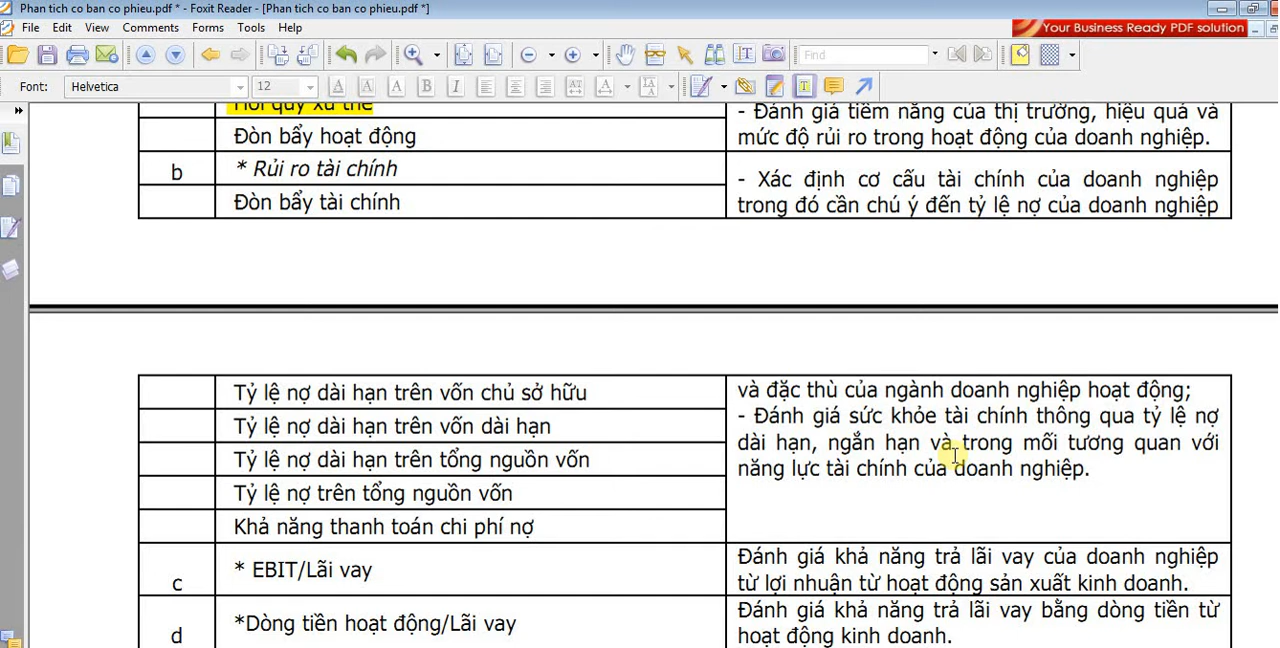 Phan tich co ban co phieu.pdf * - Foxit Reader - [Phan tich co ban co phieu.pdf *]
File Edit View Comments Forms Tools Help
Your Business Ready PDF solution
Find
Font: Helvetica 12
Hồi quy xu thế
- Đánh giá tiềm năng của thị trường, hiệu quả và
Đòn bẩy hoạt động
mức độ rủi ro trong hoạt động của doanh nghiệp.
b
* Rủi ro tài chính
- Xác định cơ cấu tài chính của doanh nghiệp
Đòn bẩy tài chính
trong đó cần chú ý đến tỷ lệ nợ của doanh nghiệp
Tỷ lệ nợ dài hạn trên vốn chủ sở hữu
và đặc thù của ngành doanh nghiệp hoạt động;
- Đánh giá sức khỏe tài chính thông qua tỷ lệ nợ
Tỷ lệ nợ dài hạn trên vốn dài hạn
dài hạn, ngắn hạn và trong mối tương quan với
Tỷ lệ nợ dài hạn trên tổng nguồn vốn
năng lực tài chính của doanh nghiệp.
Tỷ lệ nợ trên tổng nguồn vốn
Khả năng thanh toán chi phí nợ
c
* EBIT/Lãi vay
Đánh giá khả năng trả lãi vay của doanh nghiệp
từ lợi nhuận từ hoạt động sản xuất kinh doanh.
d
*Dòng tiền hoạt động/Lãi vay
Đánh giá khả năng trả lãi vay bằng dòng tiền từ
hoạt động kinh doanh.